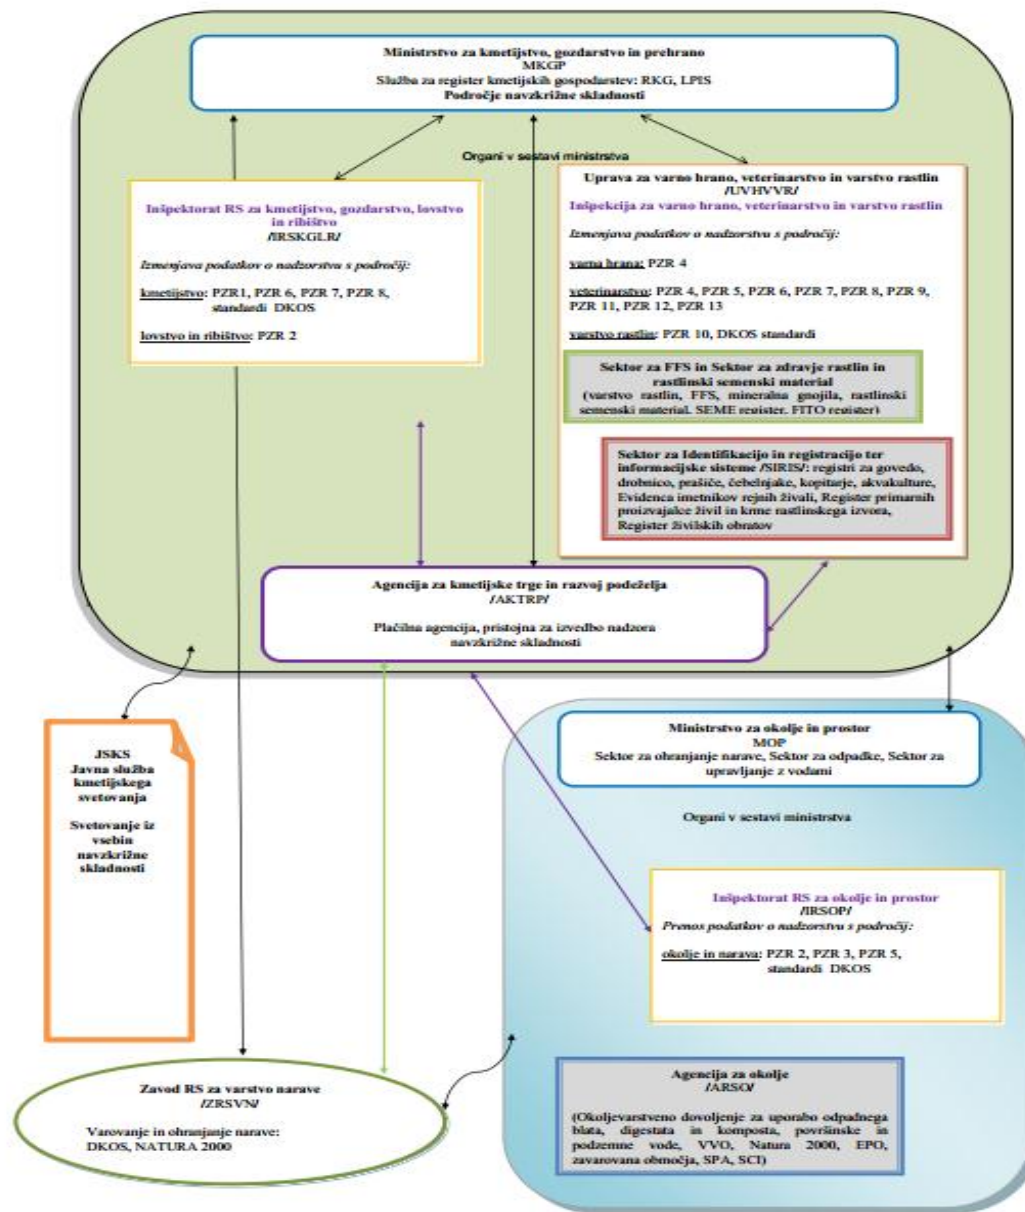 Ministrstvo za kmetijstvo, gozdarstvo in prehrano
MKGP
Služba za register kmetijskih gospodarstev: RKG, LPIS
Področje navzkrižne skladnosti
Organi v sestavi ministrstva
Inšpektorat RS za kmetijstvo, gozdarstvo, lovstvo
in ribištvo
/IRSKGLR/
Izmenjava podatkov o nadzorstvu s področij:
kmetijstvo: PZR1, PZR 6, PZR 7, PZR 8,
standardi DKOS
lovstvo in ribištvo: PZR 2
Uprava za varno hrano, veterinarstvo in varstvo rastlin
/UVHVVR/
Inšpekcija za varno hrano, veterinarstvo in varstvo rastlin
Izmenjava podatkov o nadzorstvu s področij:
varna hrana: PZR 4
veterinarstvo: PZR 4, PZR 5, PZR 6, PZR 7, PZR 8, PZR 9,
PZR 11, PZR 12, PZR 13
varstvo rastlin: PZR 10, DKOS standardi
Sektor za FFS in Sektor za zdravje rastlin in
rastlinski semenski material
(varstvo rastlin, FFS, mineralna gnojila, rastlinski
semenski material, SEME register, FITO register)
Sektor za Identifikacijo in registracijo ter
informacijske sisteme /SIRIS/: registri za govedo,
drobnico, prašiče, čebelnjake, kopitarje, akvakulture,
Evidenca imetnikov rejnih živali, Register primarnih
proizvajalce živil in krme rastlinskega izvora,
Register živilskih obratov
Agencija za kmetijske trge in razvoj podeželja
/AKTRP/
Plačilna agencija, pristojna za izvedbo nadzora
navzkrižne skladnosti
JSKS
Javna služba
kmetijskega
svetovanja
Svetovanje iz
vsebin
navzkrižne
skladnosti
Ministrstvo za okolje in prostor
MOP
Sektor za ohranjanje narave, Sektor za odpadke, Sektor za
upravljanje z vodami
Organi v sestavi ministrstva
Inšpektorat RS za okolje in prostor
/IRSOP/
Prenos podatkov o nadzorstvu s področij:
okolje in narava: PZR 2, PZR 3, PZR 5,
standardi DKOS
Agencija za okolje
/ARSO/
(Okoljevarstveno dovoljenje za uporabo odpadnega
blata, digestata in komposta, površinske in
podzemne vode, VVO, Natura 2000, EPO,
zavarovana območja, SPA, SCI)
Zavod RS za varstvo narave
/ZRSVN/
Varovanje in ohranjanje narave:
DKOS, NATURA 2000